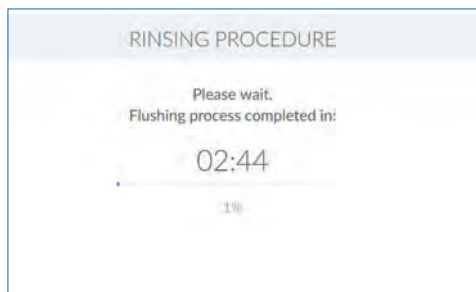 RINSING PROCEDURE
Please wait.
Flushing process completed in:
02:44
1%